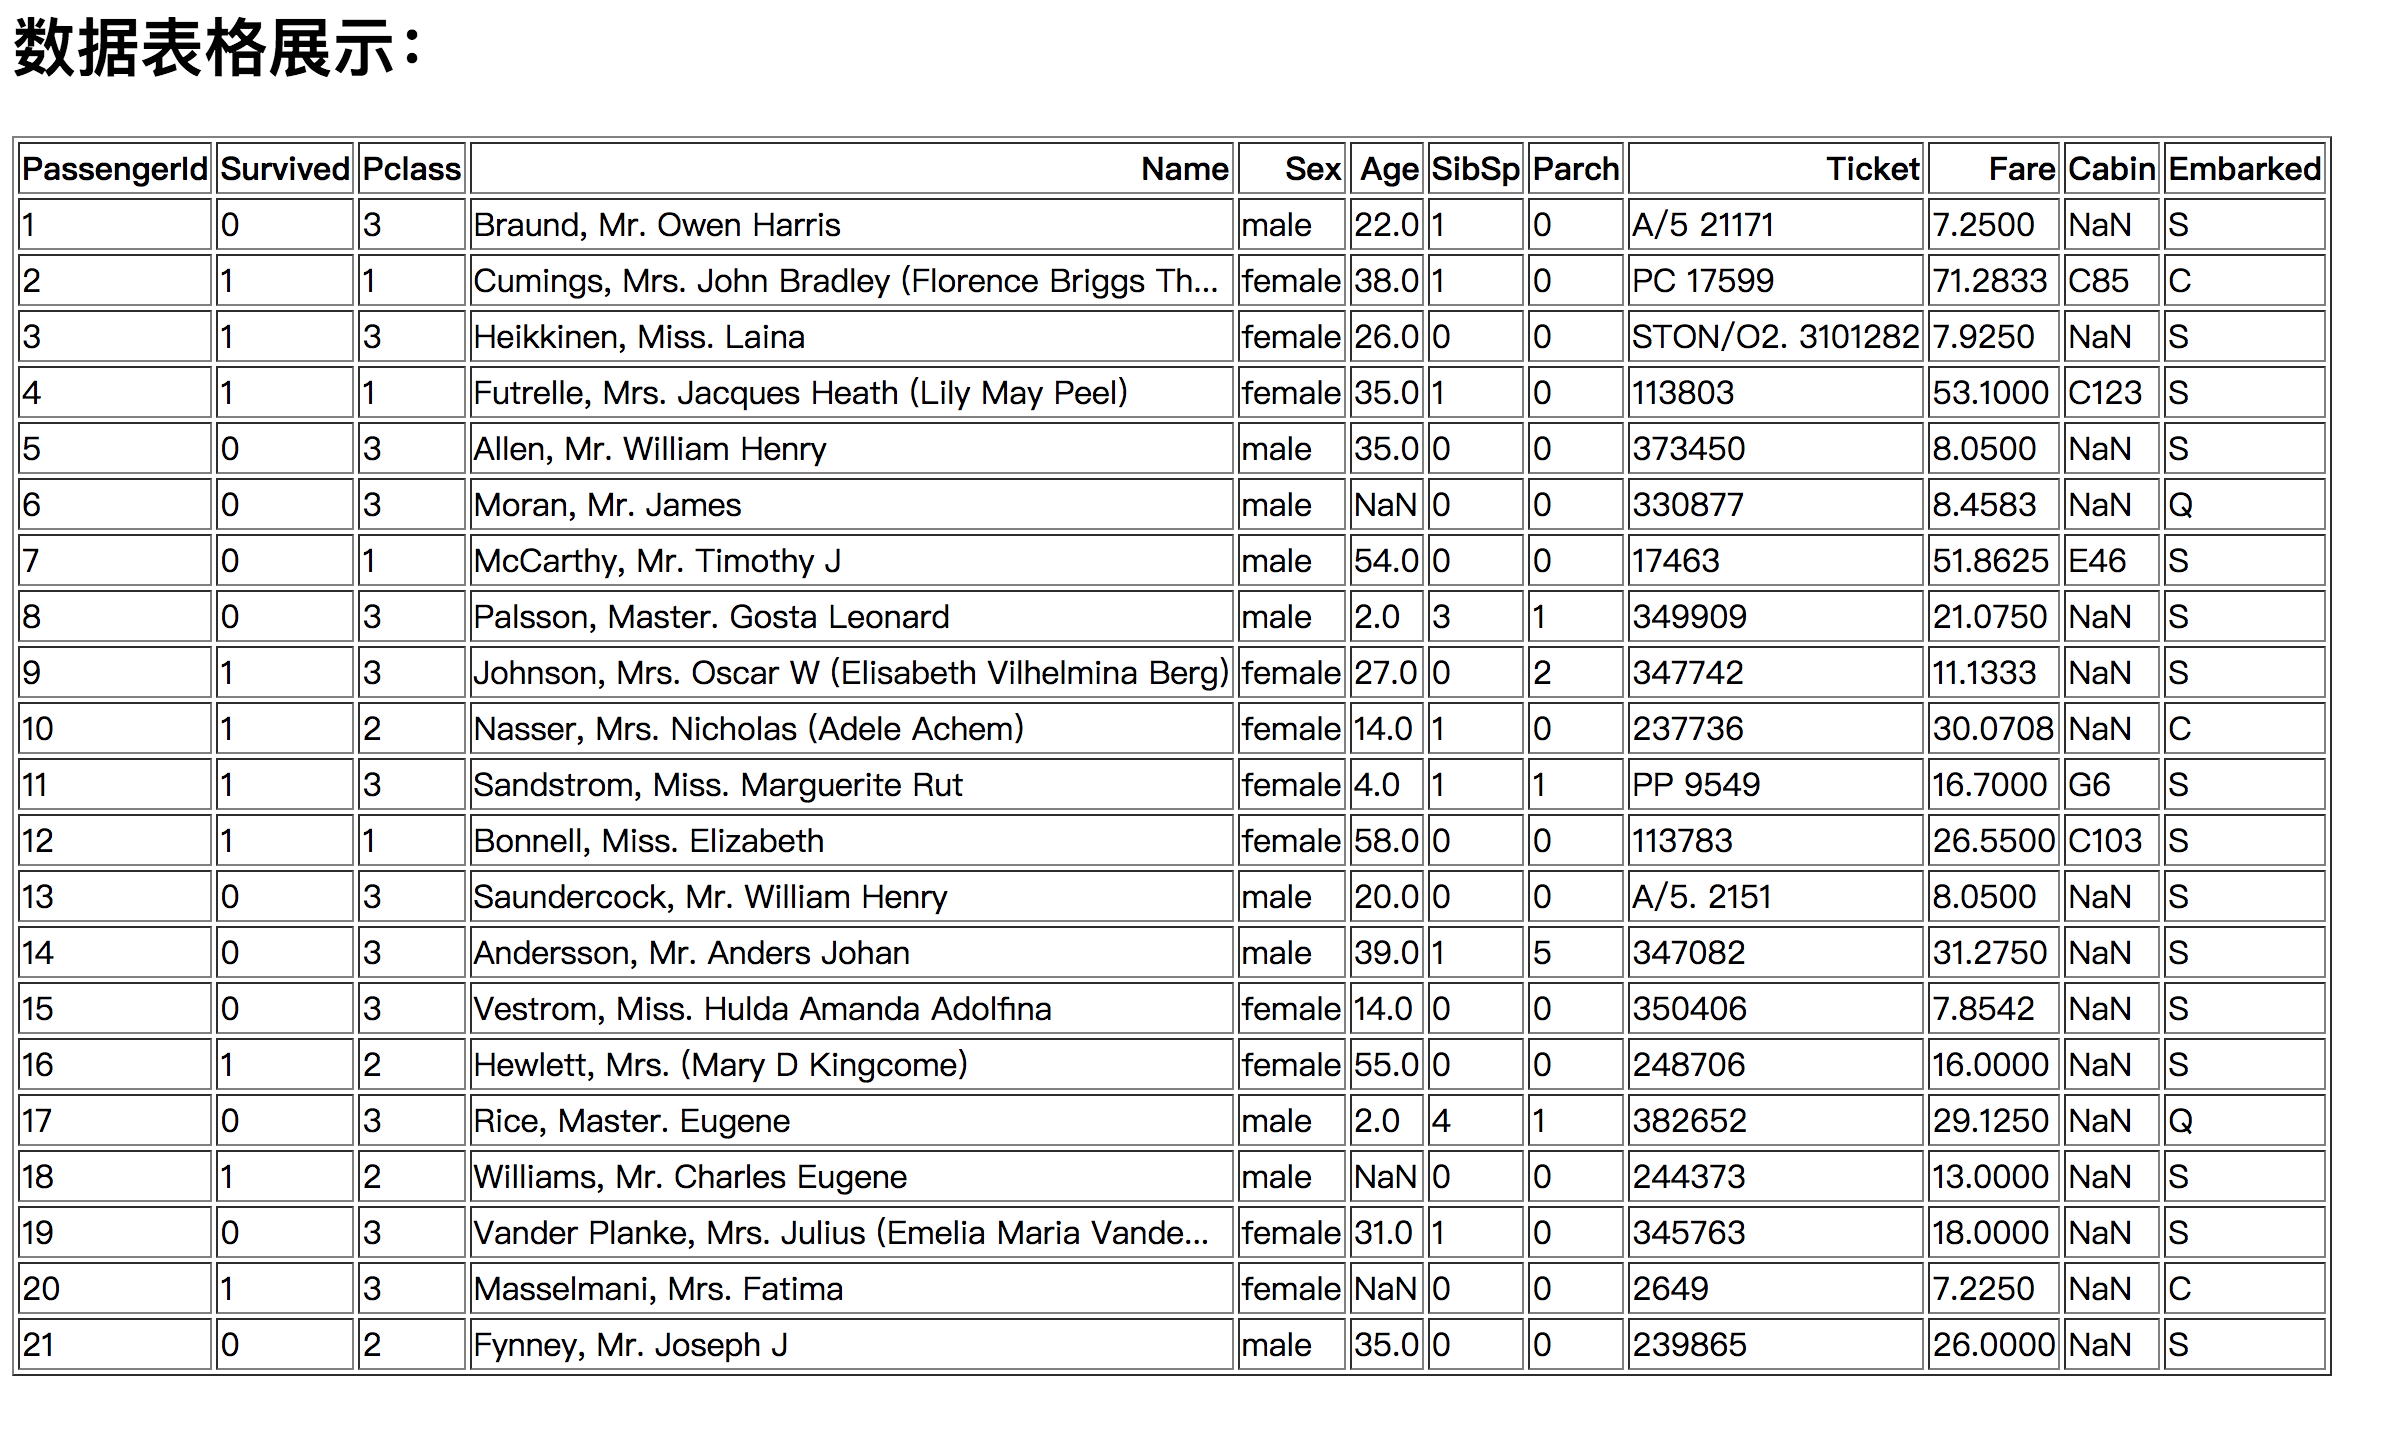 数据表格展示：
PassengerId Survived Pclass Name Sex Age SibSp Parch Ticket Fare Cabin Embarked
1 0 3 Braund, Mr. Owen Harris male 22.0 1 0 A/5 21171 7.2500 NaN S
2 1 1 Cumings, Mrs. John Bradley (Florence Briggs Th... female 38.0 1 0 PC 17599 71.2833 C85 C
3 1 3 Heikkinen, Miss. Laina female 26.0 0 0 STON/O2. 3101282 7.9250 NaN S
4 1 1 Futrelle, Mrs. Jacques Heath (Lily May Peel) female 35.0 1 0 113803 53.1000 C123 S
5 0 3 Allen, Mr. William Henry male 35.0 0 0 373450 8.0500 NaN S
6 0 3 Moran, Mr. James male NaN 0 0 330877 8.4583 NaN Q
7 0 1 McCarthy, Mr. Timothy J male 54.0 0 0 17463 51.8625 E46 S
8 0 3 Palsson, Master. Gosta Leonard male 2.0 3 1 349909 21.0750 NaN S
9 1 3 Johnson, Mrs. Oscar W (Elisabeth Vilhelmina Berg) female 27.0 0 2 347742 11.1333 NaN S
10 1 2 Nasser, Mrs. Nicholas (Adele Achem) female 14.0 1 0 237736 30.0708 NaN C
11 1 3 Sandstrom, Miss. Marguerite Rut female 4.0 1 1 PP 9549 16.7000 G6 S
12 1 1 Bonnell, Miss. Elizabeth female 58.0 0 0 113783 26.5500 C103 S
13 0 3 Saundercock, Mr. William Henry male 20.0 0 0 A/5. 2151 8.0500 NaN S
14 0 3 Andersson, Mr. Anders Johan male 39.0 1 5 347082 31.2750 NaN S
15 0 3 Vestrom, Miss. Hulda Amanda Adolfina female 14.0 0 0 350406 7.8542 NaN S
16 1 2 Hewlett, Mrs. (Mary D Kingcome) female 55.0 0 0 248706 16.0000 NaN S
17 0 3 Rice, Master. Eugene male 2.0 4 1 382652 29.1250 NaN Q
18 1 2 Williams, Mr. Charles Eugene male NaN 0 0 244373 13.0000 NaN S
19 0 3 Vander Planke, Mrs. Julius (Emelia Maria Vande... female 31.0 1 0 345763 18.0000 NaN S
20 1 3 Masselmani, Mrs. Fatima female NaN 0 0 2649 7.2250 NaN C
21 0 2 Fynney, Mr. Joseph J male 35.0 0 0 239865 26.0000 NaN S